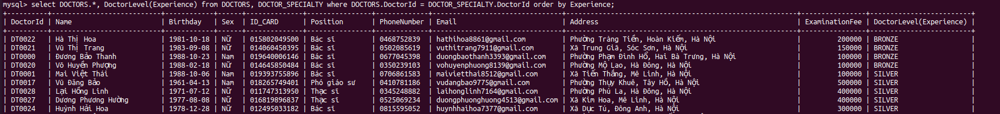 mysql> select DOCTORS.*, DoctorLevel(Experience) from DOCTORS, DOCTOR_SPECIALTY where DOCTORS.DoctorId = DOCTOR_SPECIALTY.DoctorId order by Experience;
| DoctorId | Name | Birthday | Sex | ID_CARD | Position | PhoneNumber | Email | Address | ExaminationFee | DoctorLevel(Experience) |
| DT0022 | Hà Thị Hoa | 1981-10-18 | NỮ | 015802049500 | Bác sĩ | 0468752839 | hathihoa8861@gmail.com | Phường Tràng Tiền, Hoàn Kiếm, Hà Nội | 200000 | BRONZE |
| DT0021 | Vũ Thị Trang | 1983-09-08 | NỮ | 014060450395 | Bác sĩ | 0502085619 | vuthitrang7911@gmail.com | Xã Trung Giã, Sóc Sơn, Hà Nội | 150000 | BRONZE |
| DT0000 | Đương Bảo Thanh | 1988-10-23 | Nam | 019640006146 | Bác sĩ | 0677045398 | duongbaothanh3393@gmail.com | Phường Phạm Đình Hổ, Hai Bà Trưng, Hà Nội | 100000 | BRONZE |
| DT0020 | Võ Huyền Phượng | 1988-02-18 | NỮ | 014645850484 | Bác sĩ | 0350239103 | vohuyenphuong8139@gmail.com | Phường Mộ Lao, Hà Đông, Hà Nội | 100000 | BRONZE |
| DT0001 | Mai Việt Thái | 1988-10-06 | Nam | 019393755896 | Bác sĩ | 0706861583 | maivietthai8512@gmail.com | Xã Tiến Thắng, Mê Linh, Hà Nội | 100000 | SILVER |
| DT0017 | Vũ Đăng Bảo | 1961-04-13 | Nam | 018265749401 | Phó giáo sư | 0410781186 | vudangbao9775@gmail.com | Phường Thụy Khuê, Tây Hồ, Hà Nội | 500000 | SILVER |
| DT0028 | Lại Hồng Linh | 1971-07-12 | NỮ | 011747313950 | Thạc sĩ | 0345248882 | laihonglinh7164@gmail.com | Phường Phú La, Hà Đông, Hà Nội | 400000 | SILVER |
| DT0027 | Dương Phương Hường | 1977-08-08 | NỮ | 016819896837 | Thạc sĩ | 0525069234 | duongphuonghuong4513@gmail.com | Xã Kim Hoa, Mê Linh, Hà Nội | 400000 | SILVER |
| DT0024 | Huỳnh Hải Hoa | 1978-12-28 | NỮ | 012495033182 | Bác sĩ | 0815595052 | huynhhaihoa7377@gmail.com | Xã Dục Tú, Đông Anh, Hà Nội | 300000 | SILVER |